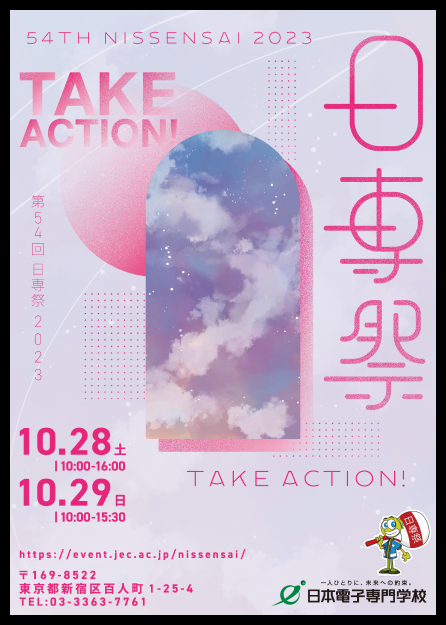 54TH NISSENSAI 2023
TAKE
ACTION!
日専祭
第54回 日専祭 2023
10.28土
10:00-16:00
10.29日
10:00-15:30
TAKE ACTION!
https://event.jec.ac.jp/nissensai/
〒169-8522
東京都新宿区百人町 1-25-4
TEL:03-3363-7761
日専祭
一人ひとりに、未来への約束。
日本電子専門学校